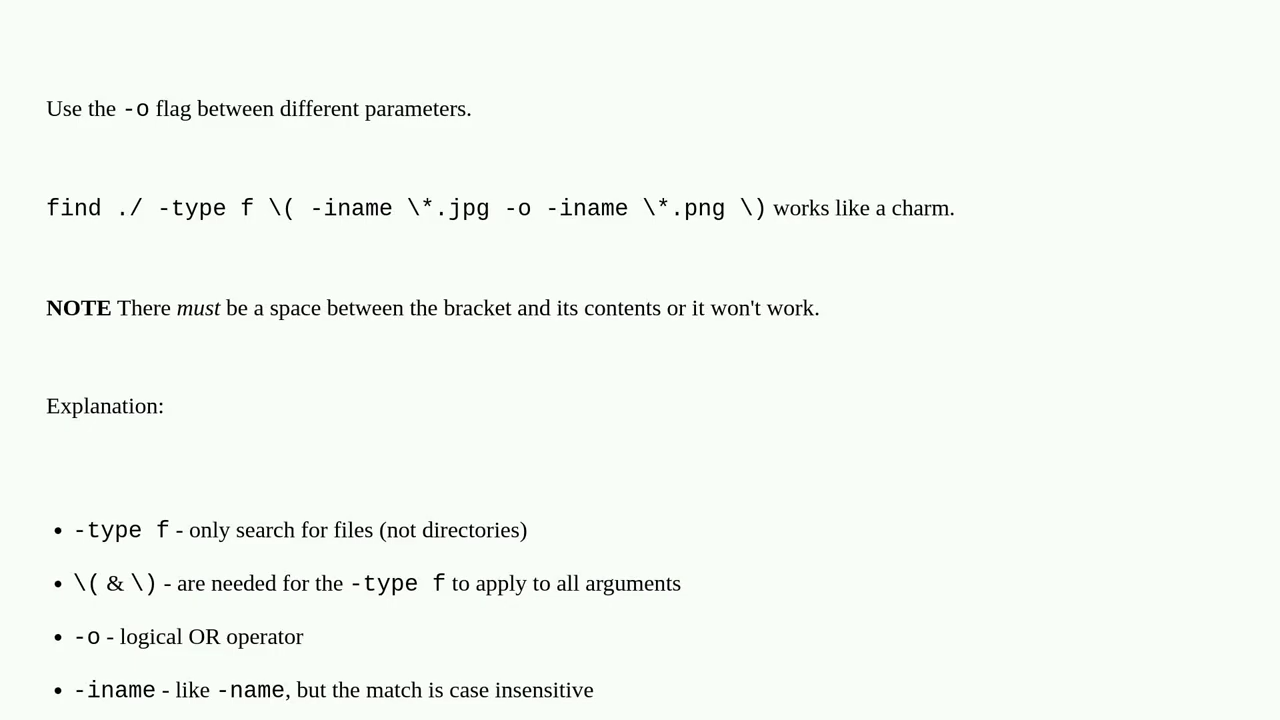 Use the -o flag between different parameters.
find ./ -type f \( -iname \*.jpg -o -iname \*.png \) works like a charm.
NOTE There must be a space between the bracket and its contents or it won't work.
Explanation:
• -type f - only search for files (not directories)
• \( & \) - are needed for the -type f to apply to all arguments
• -o - logical OR operator
• -iname - like -name, but the match is case insensitive